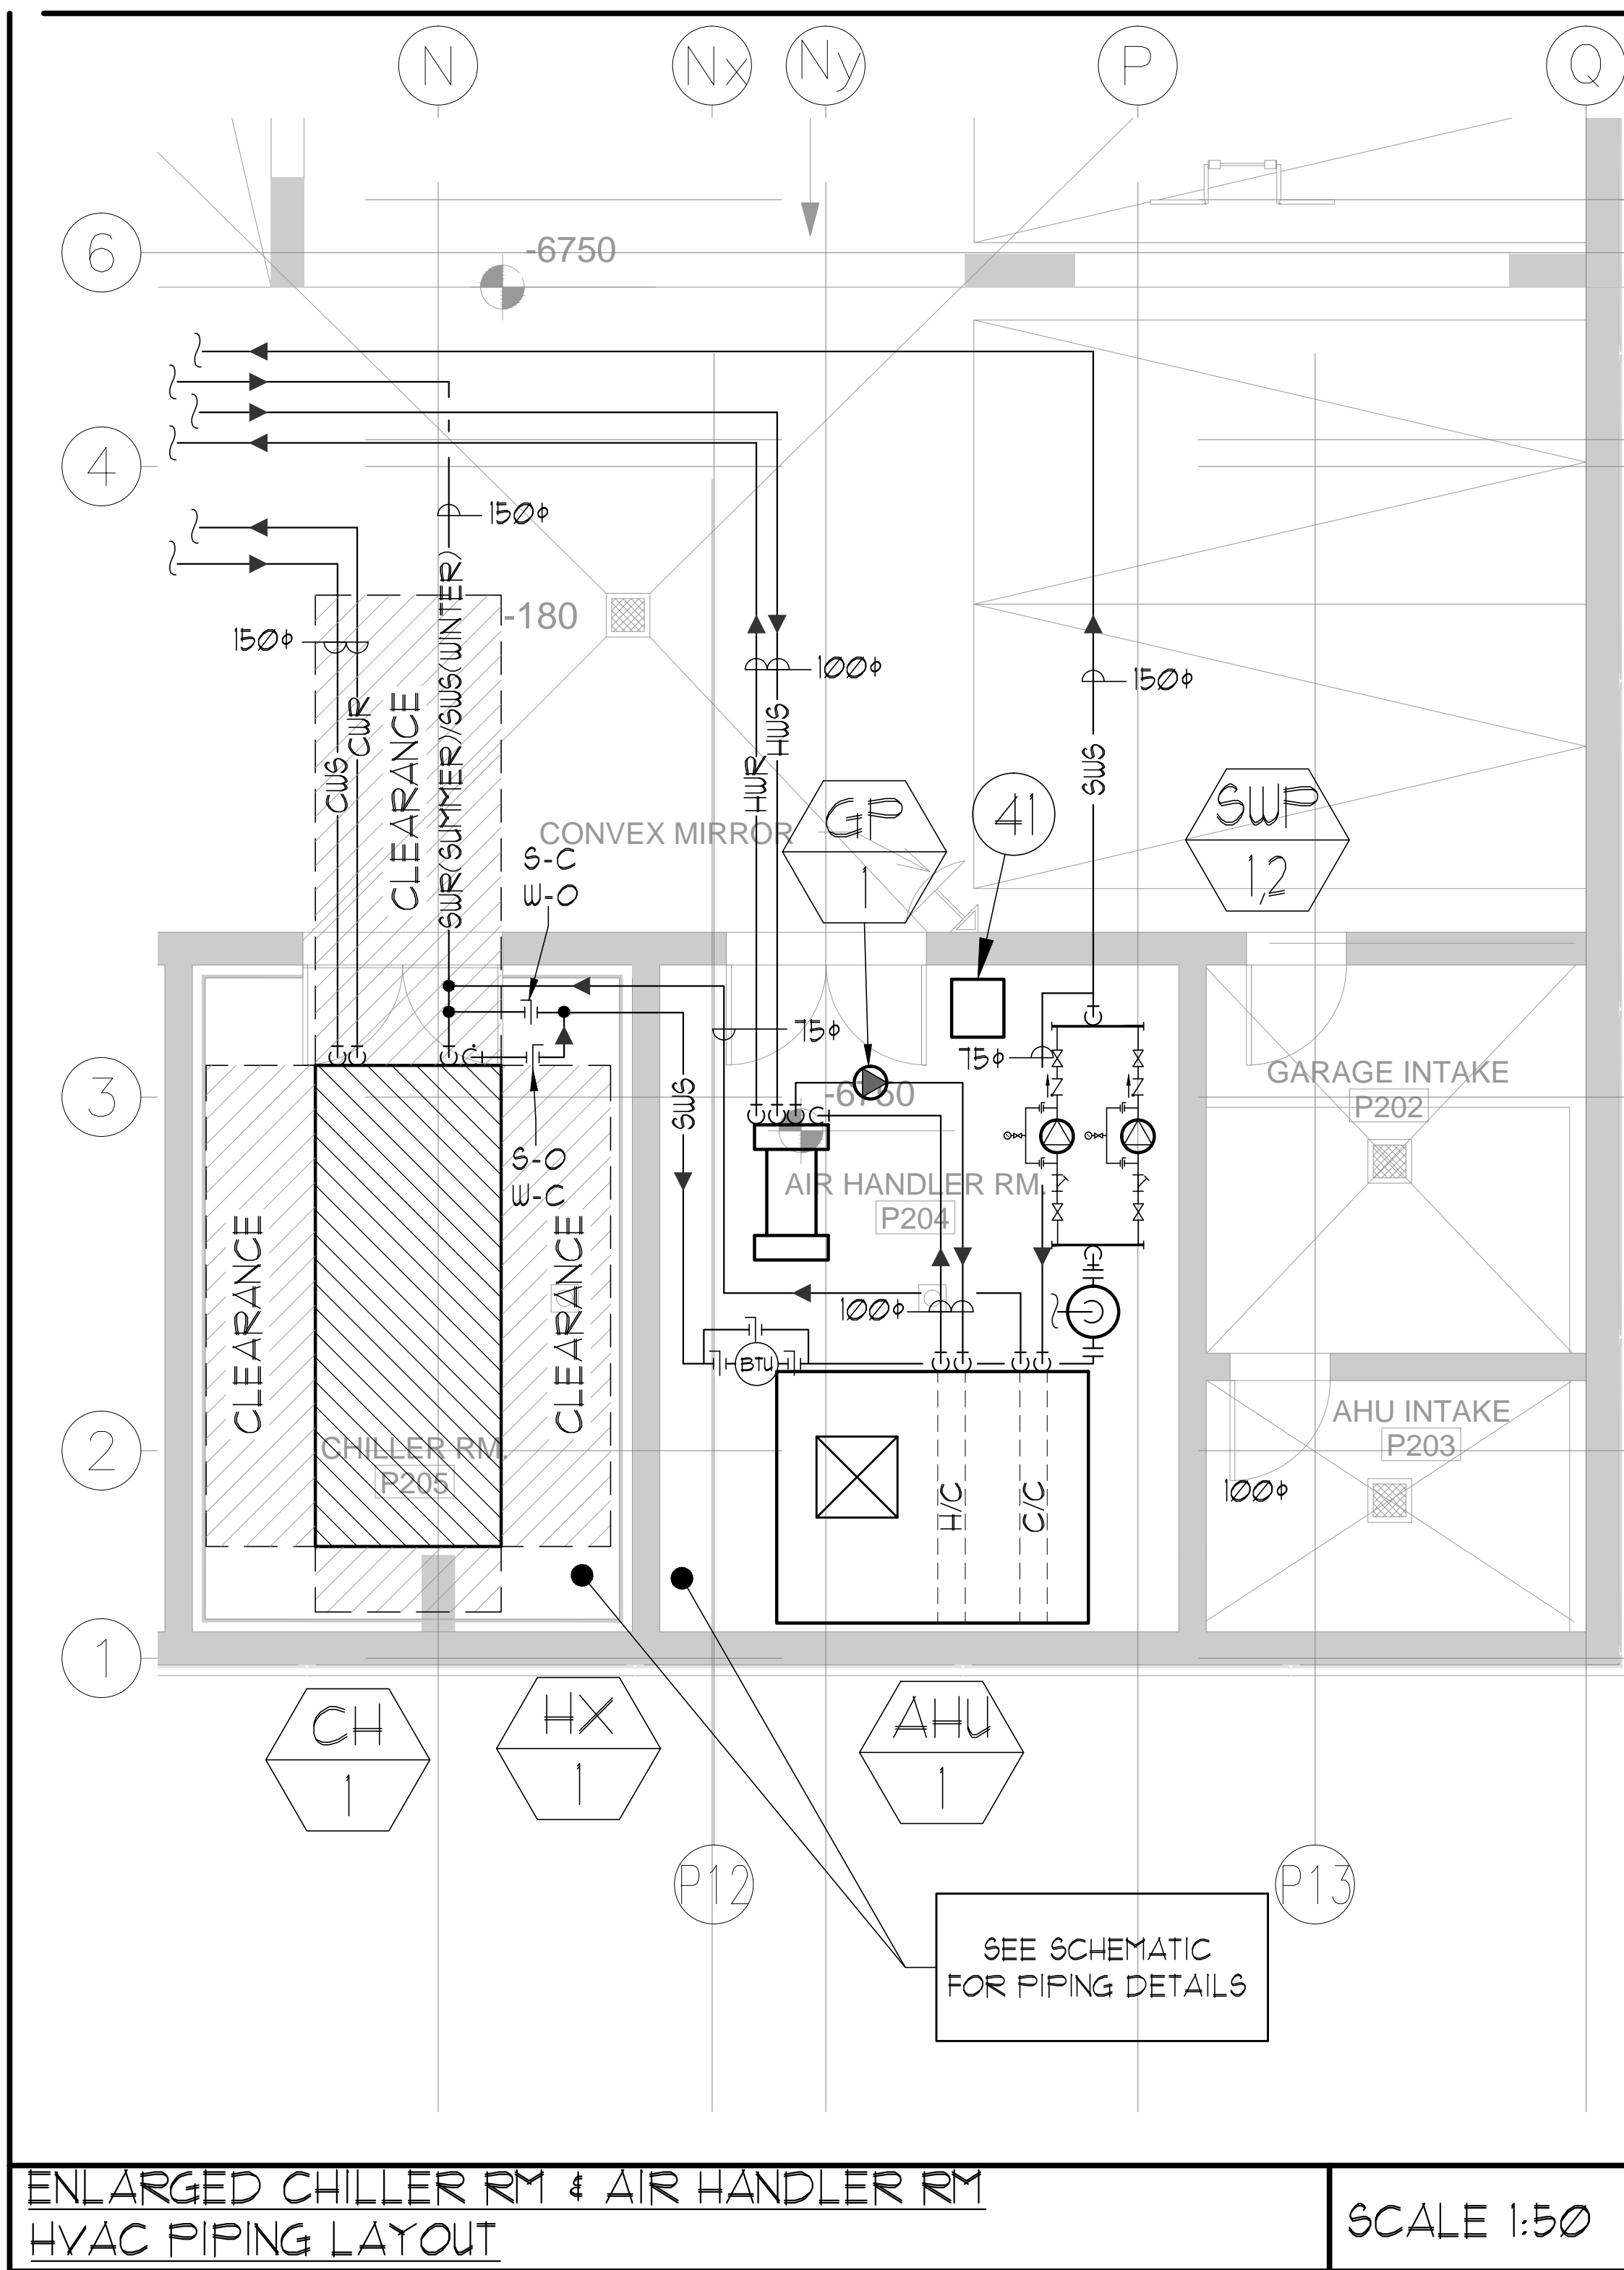 N
Nx
Ny
P
Q
6
-6750
4
150ϕ
-180
150ϕ
CLEARANCE
SWR(SUMMER)/SWS(WINTER)
CWS
CWR
100ϕ
HWR
HWS
150ϕ
SWS
CONVEX MIRROR
GP
1
41
SWP
1,2
S-C
W-O
75ϕ
75ϕ
3
-6750
GARAGE INTAKE
P202
SWS
S-O
W-C
AIR HANDLER RM.
P204
CLEARANCE
CLEARANCE
100ϕ
BTU
2
CHILLER RM.
P205
H/C
C/C
AHU INTAKE
P203
100ϕ
1
CH
1
HX
1
AHU
1
P12
P13
SEE SCHEMATIC
FOR PIPING DETAILS
ENLARGED CHILLER RM & AIR HANDLER RM
HVAC PIPING LAYOUT
SCALE 1:50